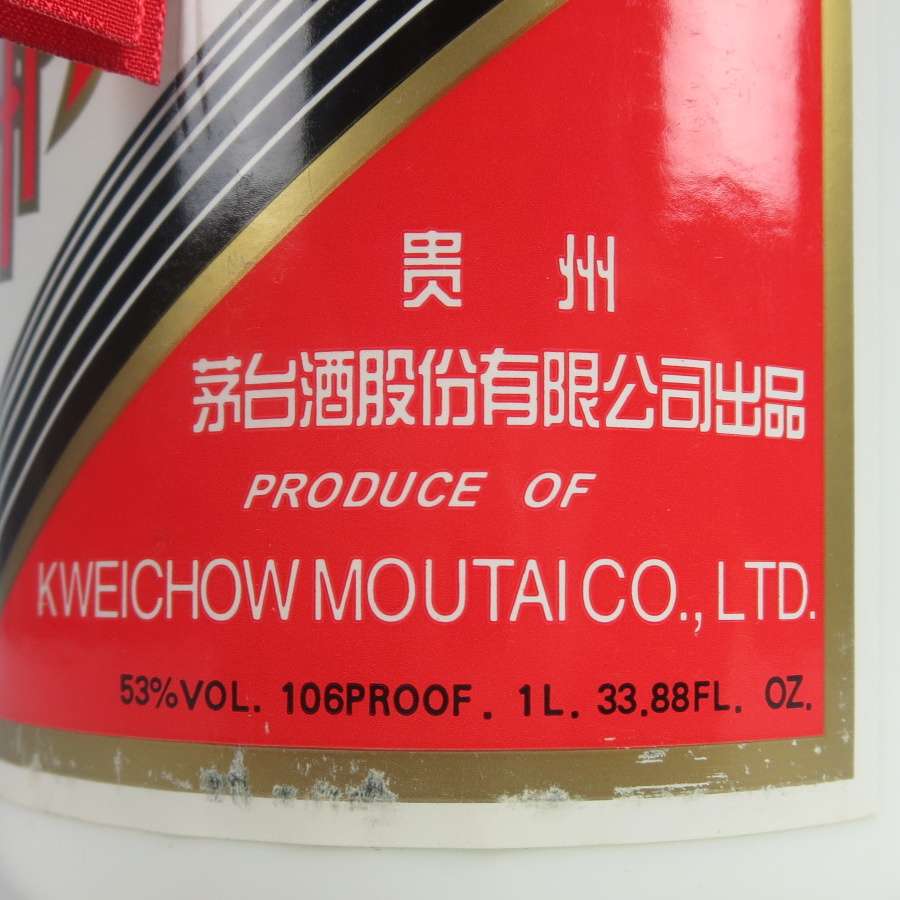 贵州
茅台酒股份有限公司出品
PRODUCE OF
KWEICHOW MOUTAI CO., LTD.
53%VOL. 106PROOF. 1L. 33.88FL. OZ.